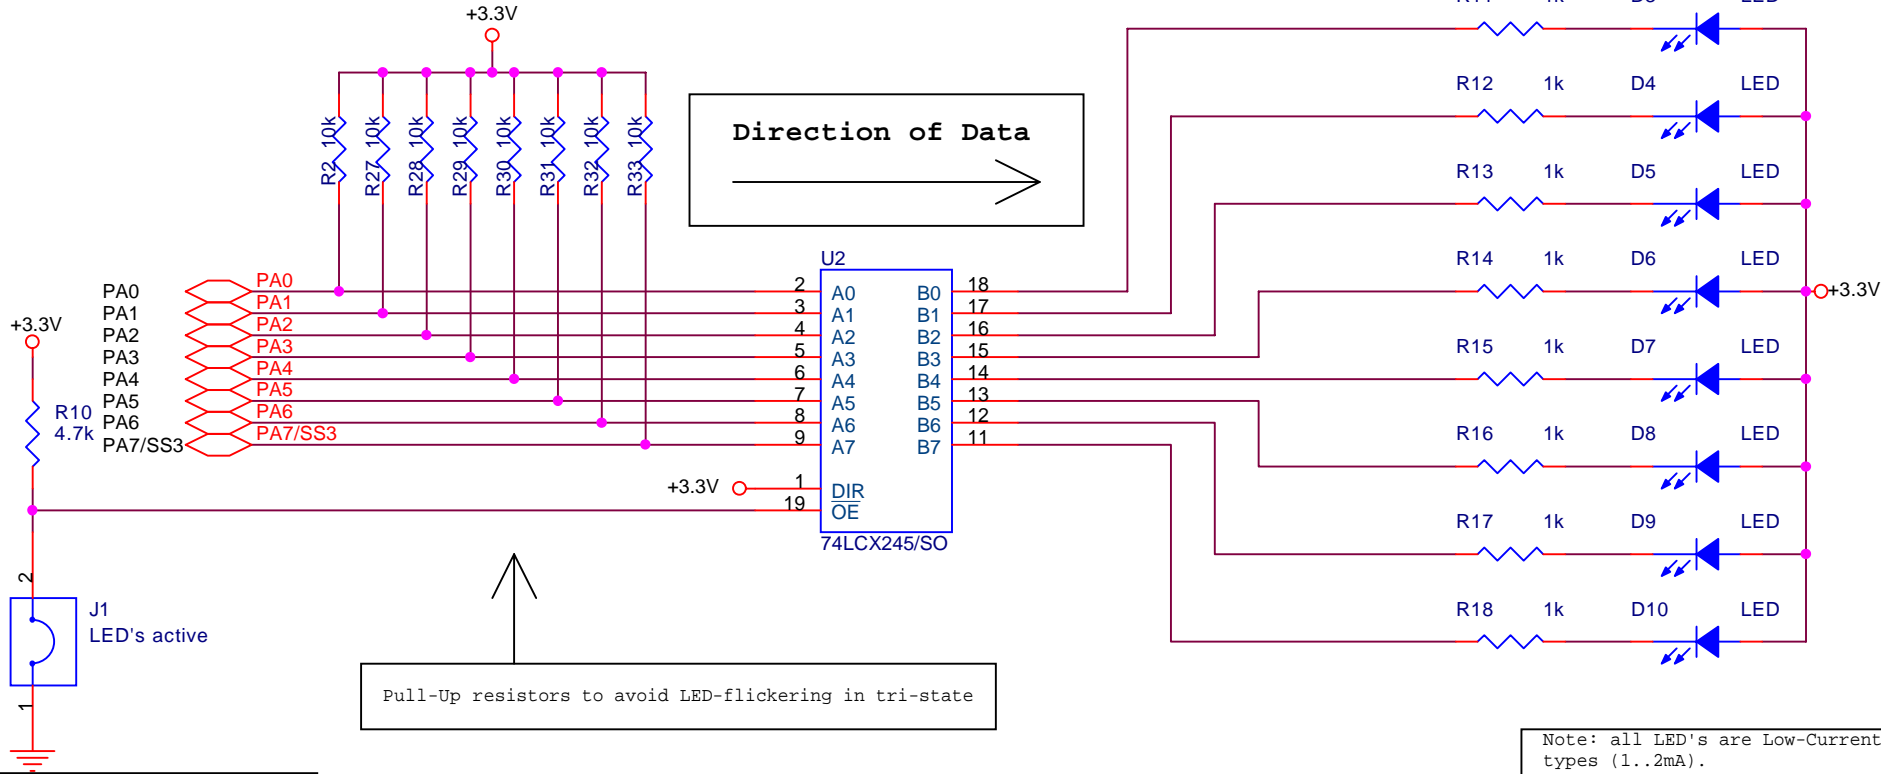 +3.3V
R12 1k D4 LED
R2 10k
R27 10k
R28 10k
R29 10k
R30 10k
R31 10k
R32 10k
R33 10k
Direction of Data
R13 1k D5 LED
R14 1k D6 LED
+3.3V
R15 1k D7 LED
R16 1k D8 LED
R17 1k D9 LED
R18 1k D10 LED
U2
PA0 PA0 2 A0 B0 18
PA1 PA1 3 A1 B1 17
PA2 PA2 4 A2 B2 16
PA3 PA3 5 A3 B3 15
PA4 PA4 6 A4 B4 14
PA5 PA5 7 A5 B5 13
PA6 PA6 8 A6 B6 12
PA7/SS3 PA7/SS3 9 A7 B7 11
+3.3V 1 DIR
19 OE
74LCX245/SO
+3.3V
R10
4.7k
2
J1
LED's active
1
Pull-Up resistors to avoid LED-flickering in tri-state
Note: all LED's are Low-Current
types (1..2mA).